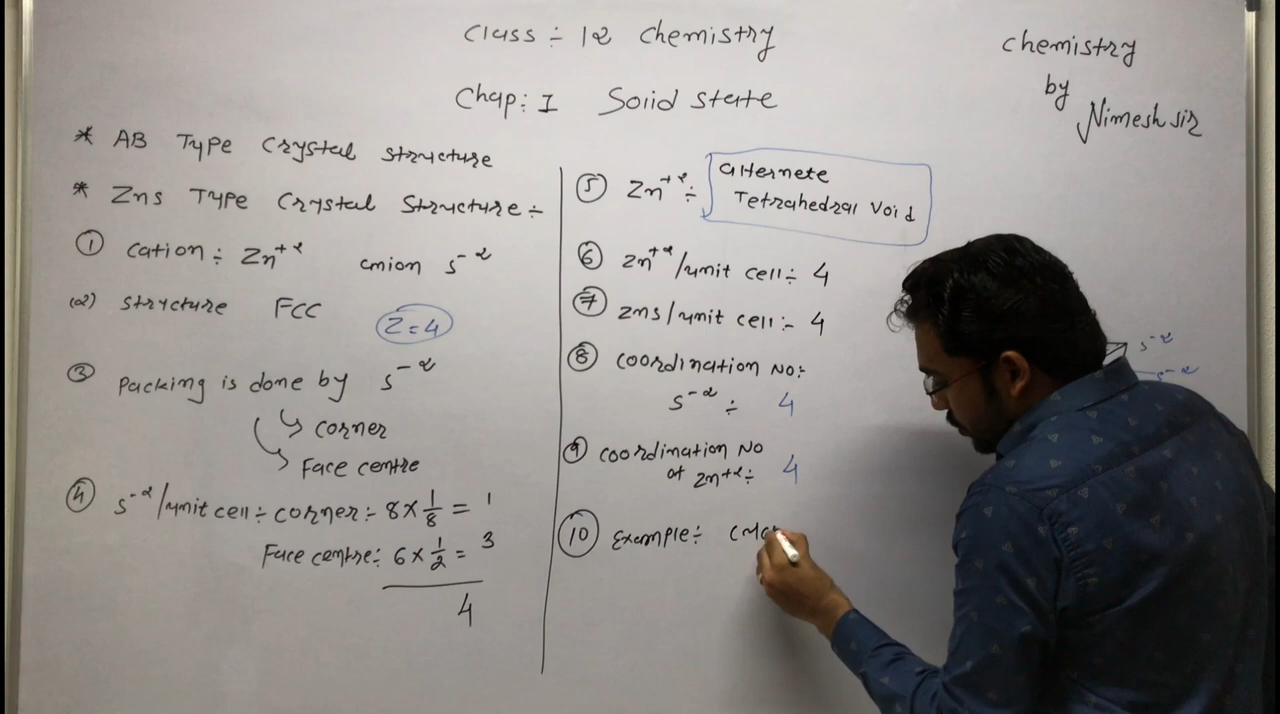 Class ÷ 12 Chemistry
Chap: I Solid State
Chemistry
by
Nimesh sir
* AB Type Crystal Structure
* Zns Type Crystal Structure ÷
① cation ÷ Zn⁺² anion s⁻²
(2) structure FCC Z=4
③ Packing is done by s⁻²
↳ corner
↳ Face centre
④ s⁻²/unit cell ÷ corner ÷ 8 × 1/8 = 1
Face centre: 6 × 1/2 = 3
4
⑤ Zn⁺² ÷ alternete
Tetrahedral Void
⑥ Zn⁺²/unit cell ÷ 4
⑦ zns/unit cell :- 4
⑧ coordination No:
s⁻² ÷ 4
⑨ coordination No
of zn⁺² ÷ 4
⑩ Example ÷
s⁻²
s⁻²